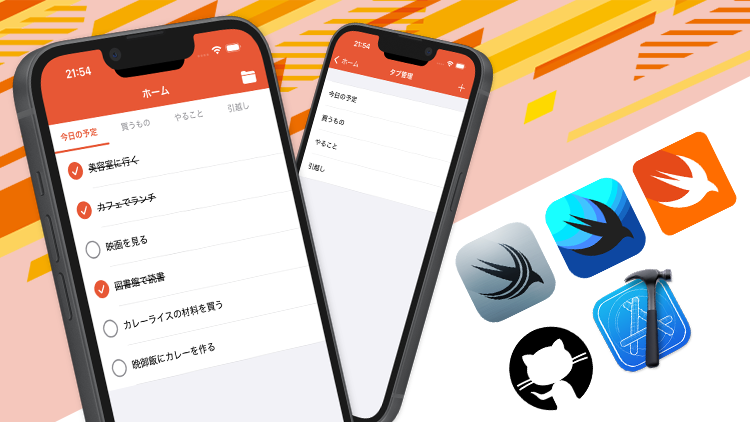 21:54
ホーム
今日の予定
買うもの
やること
引越し
美容室に行く
カフェでランチ
映画を見る
図書館で読書
カレーライスの材料を買う
晩御飯にカレーを作る
21:54
ホーム
タブ管理
今日の予定
買うもの
やること
引越し